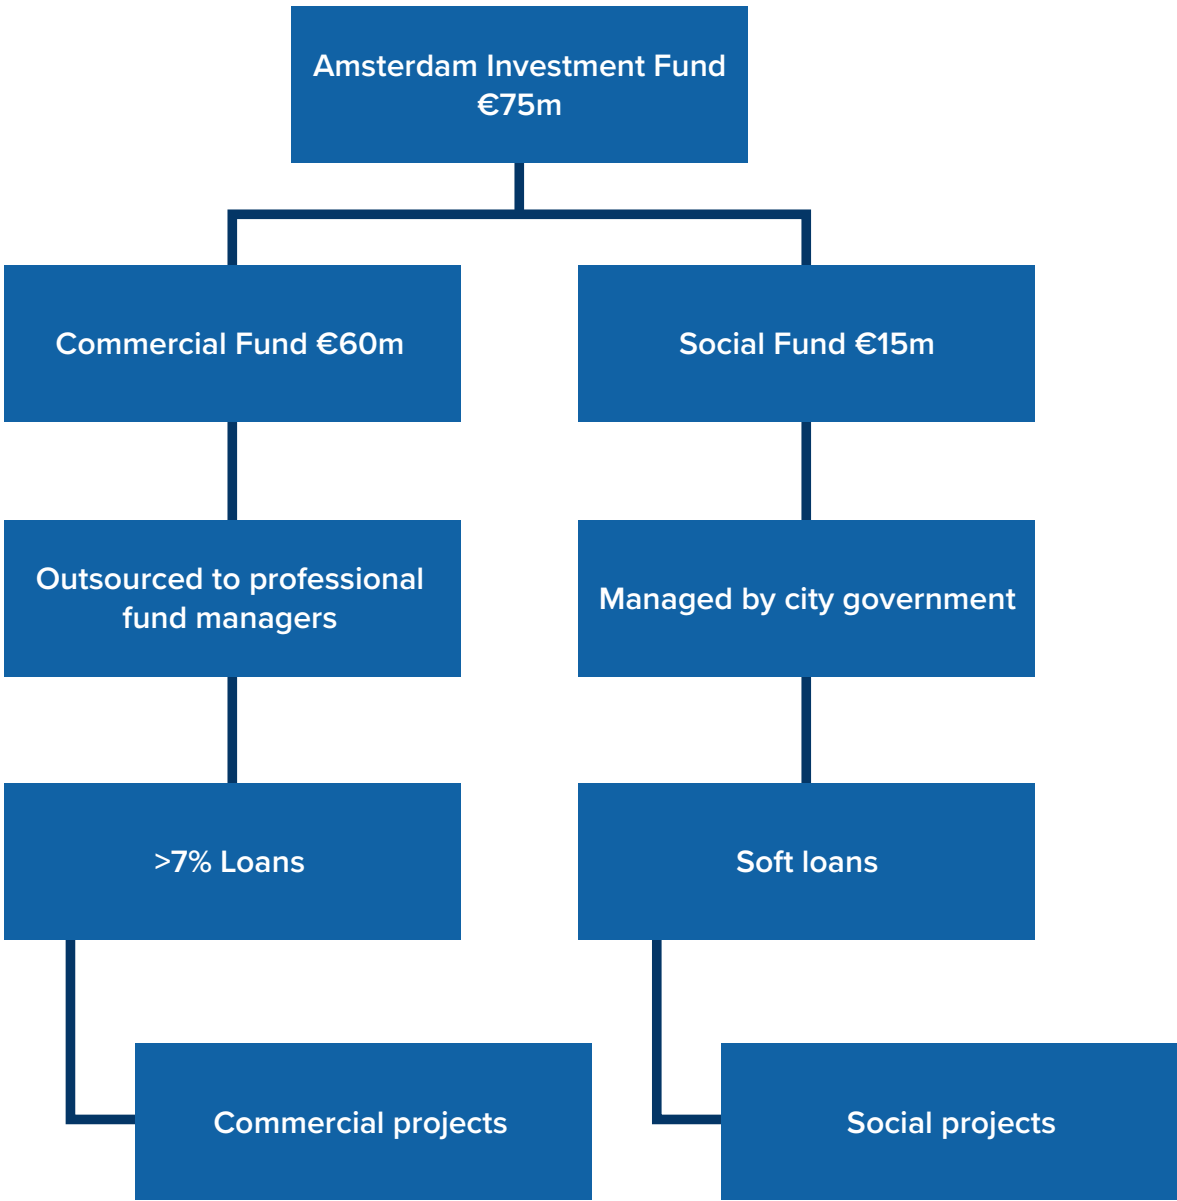 Amsterdam Investment Fund
€75m
Commercial Fund €60m
Social Fund €15m
Outsourced to professional
fund managers
Managed by city government
>7% Loans
Soft loans
Commercial projects
Social projects